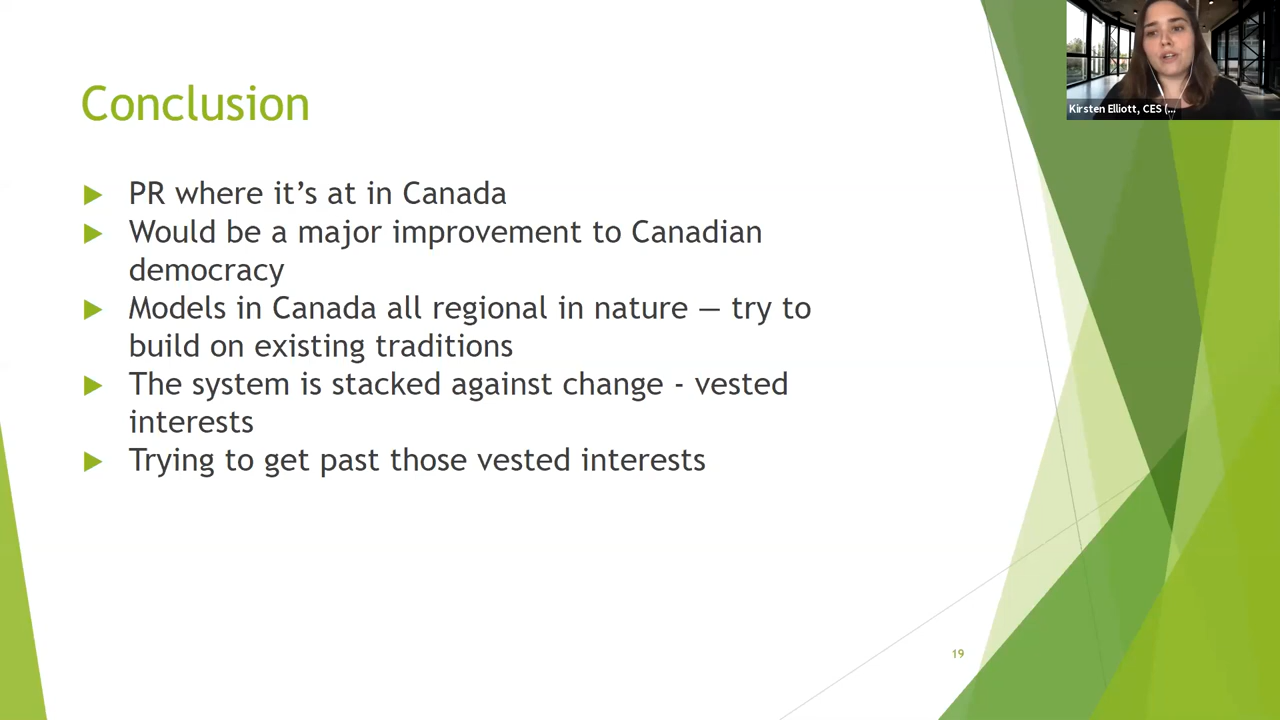 Conclusion
PR where it’s at in Canada
Would be a major improvement to Canadian
democracy
Models in Canada all regional in nature — try to
build on existing traditions
The system is stacked against change - vested
interests
Trying to get past those vested interests
19
Kirsten Elliott, CES (...